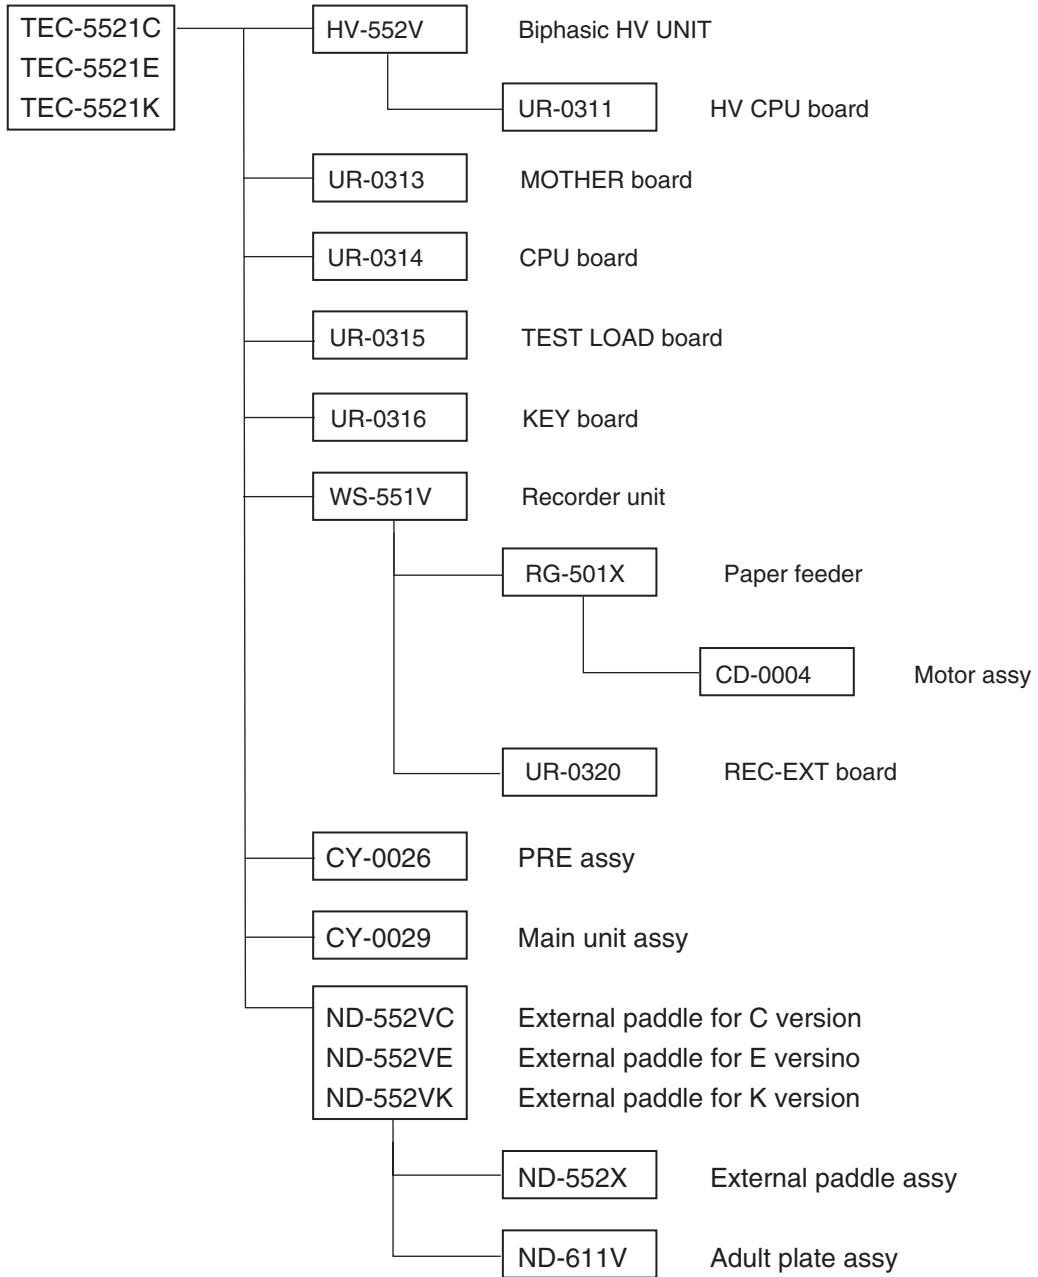 TEC-5521C
TEC-5521E
TEC-5521K
HV-552V Biphasic HV UNIT
UR-0311 HV CPU board
UR-0313 MOTHER board
UR-0314 CPU board
UR-0315 TEST LOAD board
UR-0316 KEY board
WS-551V Recorder unit
RG-501X Paper feeder
CD-0004 Motor assy
UR-0320 REC-EXT board
CY-0026 PRE assy
CY-0029 Main unit assy
ND-552VC External paddle for C version
ND-552VE External paddle for E versino
ND-552VK External paddle for K version
ND-552X External paddle assy
ND-611V Adult plate assy